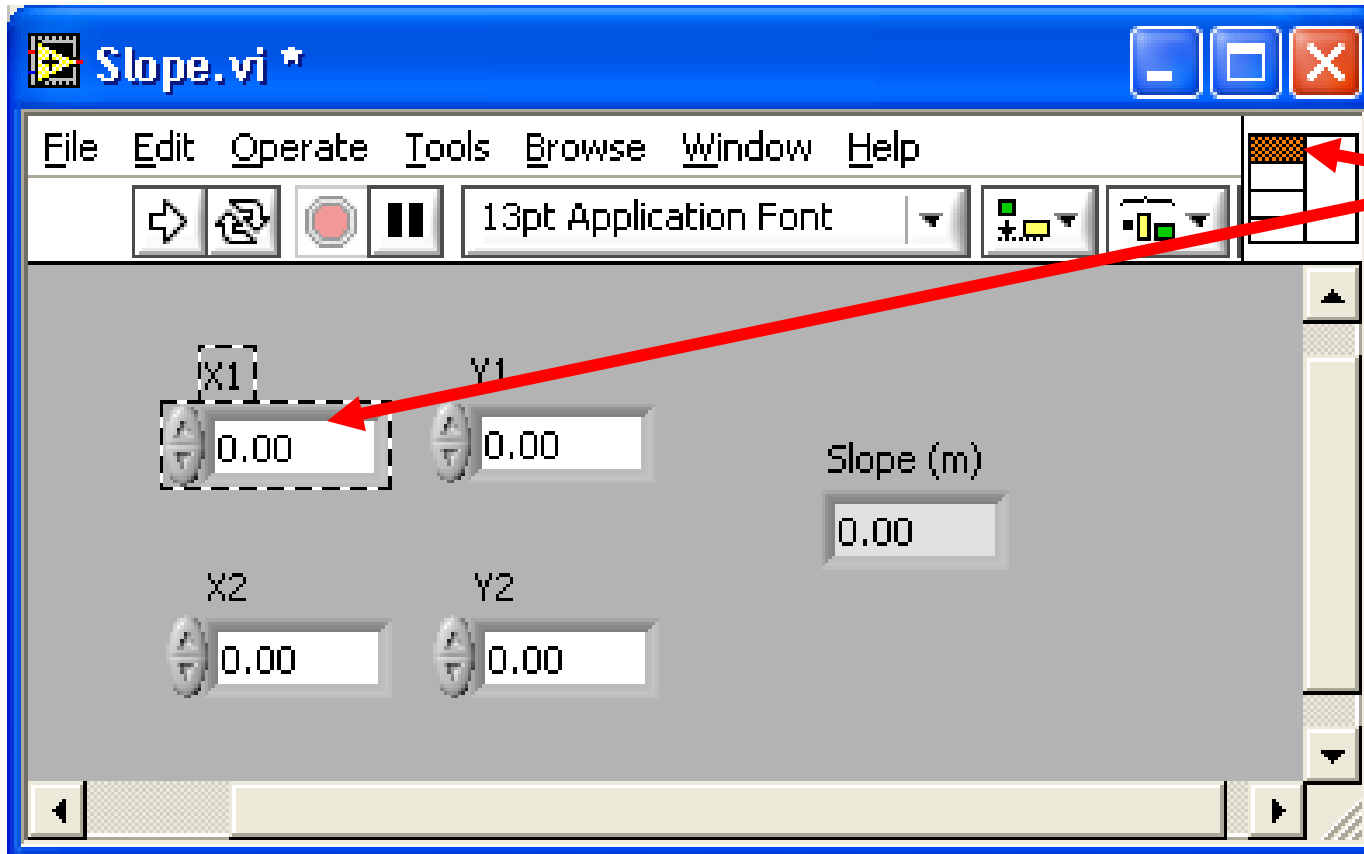 Slope.vi *
File Edit Operate Tools Browse Window Help
13pt Application Font
X1 Y1
0.00 0.00
Slope (m)
0.00
X2 Y2
0.00 0.00